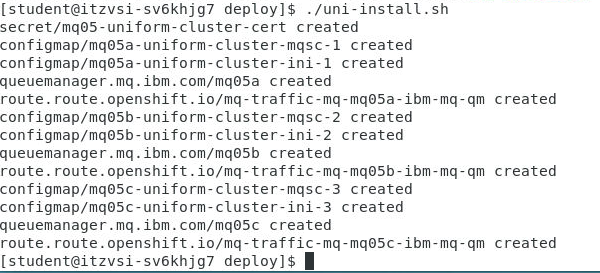 [student@itzvsi-sv6khjg7 deploy]$ ./uni-install.sh
secret/mq05-uniform-cluster-cert created
configmap/mq05a-uniform-cluster-mqsc-1 created
configmap/mq05a-uniform-cluster-ini-1 created
queuemanager.mq.ibm.com/mq05a created
route.route.openshift.io/mq-traffic-mq-mq05a-ibm-mq-qm created
configmap/mq05b-uniform-cluster-mqsc-2 created
configmap/mq05b-uniform-cluster-ini-2 created
queuemanager.mq.ibm.com/mq05b created
route.route.openshift.io/mq-traffic-mq-mq05b-ibm-mq-qm created
configmap/mq05c-uniform-cluster-mqsc-3 created
configmap/mq05c-uniform-cluster-ini-3 created
queuemanager.mq.ibm.com/mq05c created
route.route.openshift.io/mq-traffic-mq-mq05c-ibm-mq-qm created
[student@itzvsi-sv6khjg7 deploy]$